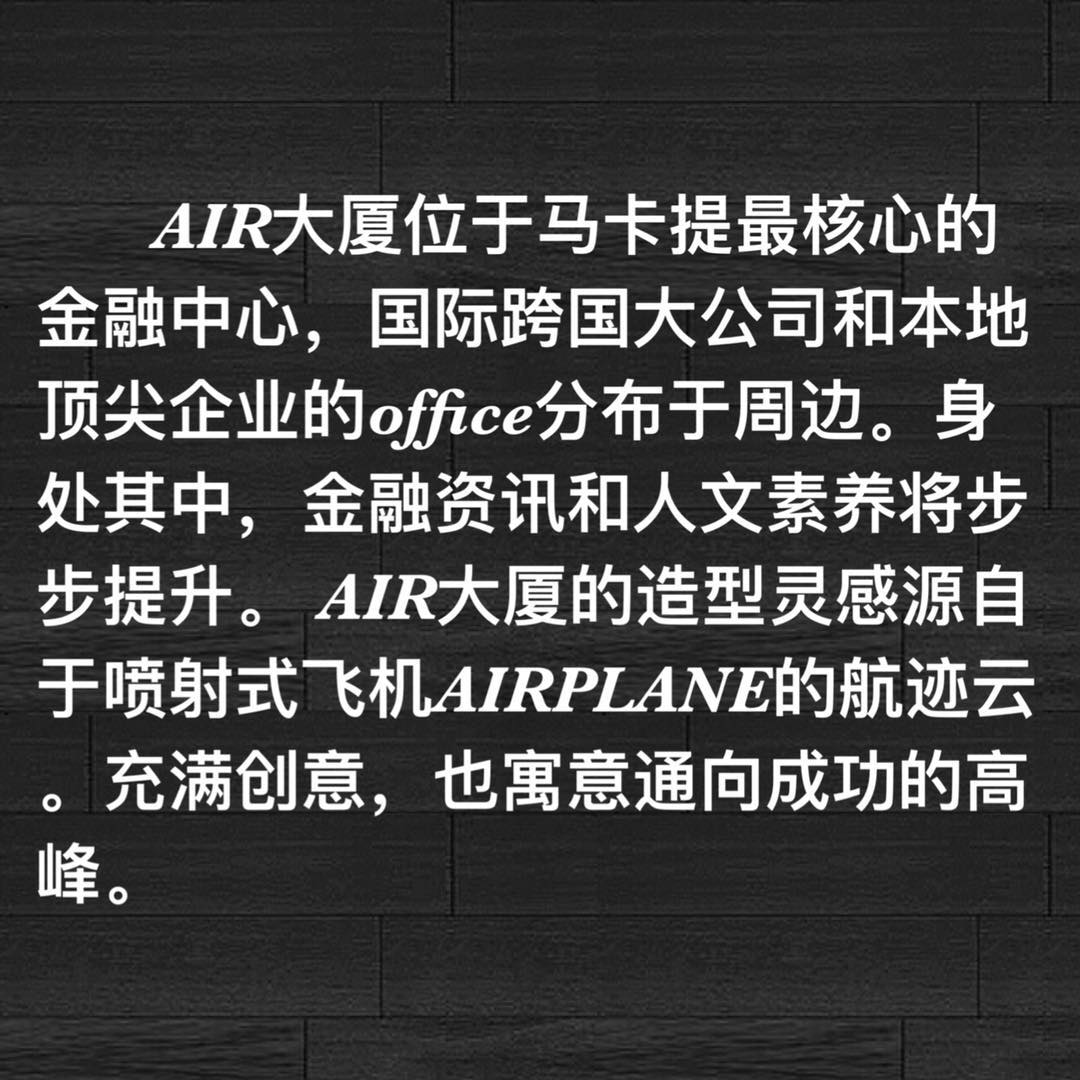 AIR大厦位于马卡提最核心的
金融中心，国际跨国大公司和本地
顶尖企业的office分布于周边。身
处其中，金融资讯和人文素养将步
步提升。 AIR大厦的造型灵感源自
于喷射式飞机AIRPLANE的航迹云
。充满创意，也寓意通向成功的高
峰。